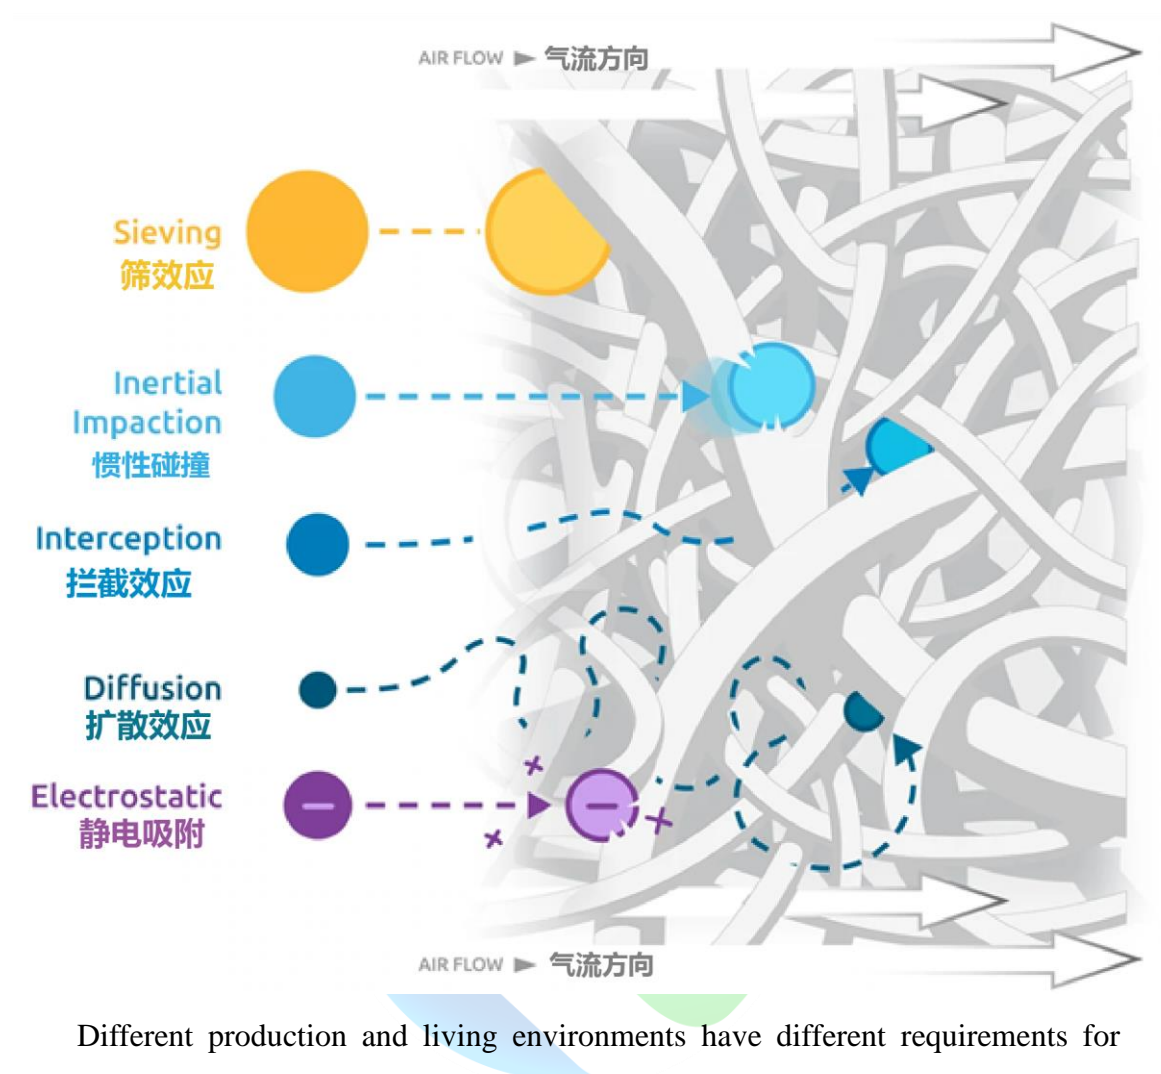 AIR FLOW ► 气流方向
Sieving
筛效应
Inertial
Impaction
惯性碰撞
Interception
拦截效应
Diffusion
扩散效应
Electrostatic
静电吸附
AIR FLOW ► 气流方向
Different production and living environments have different requirements for